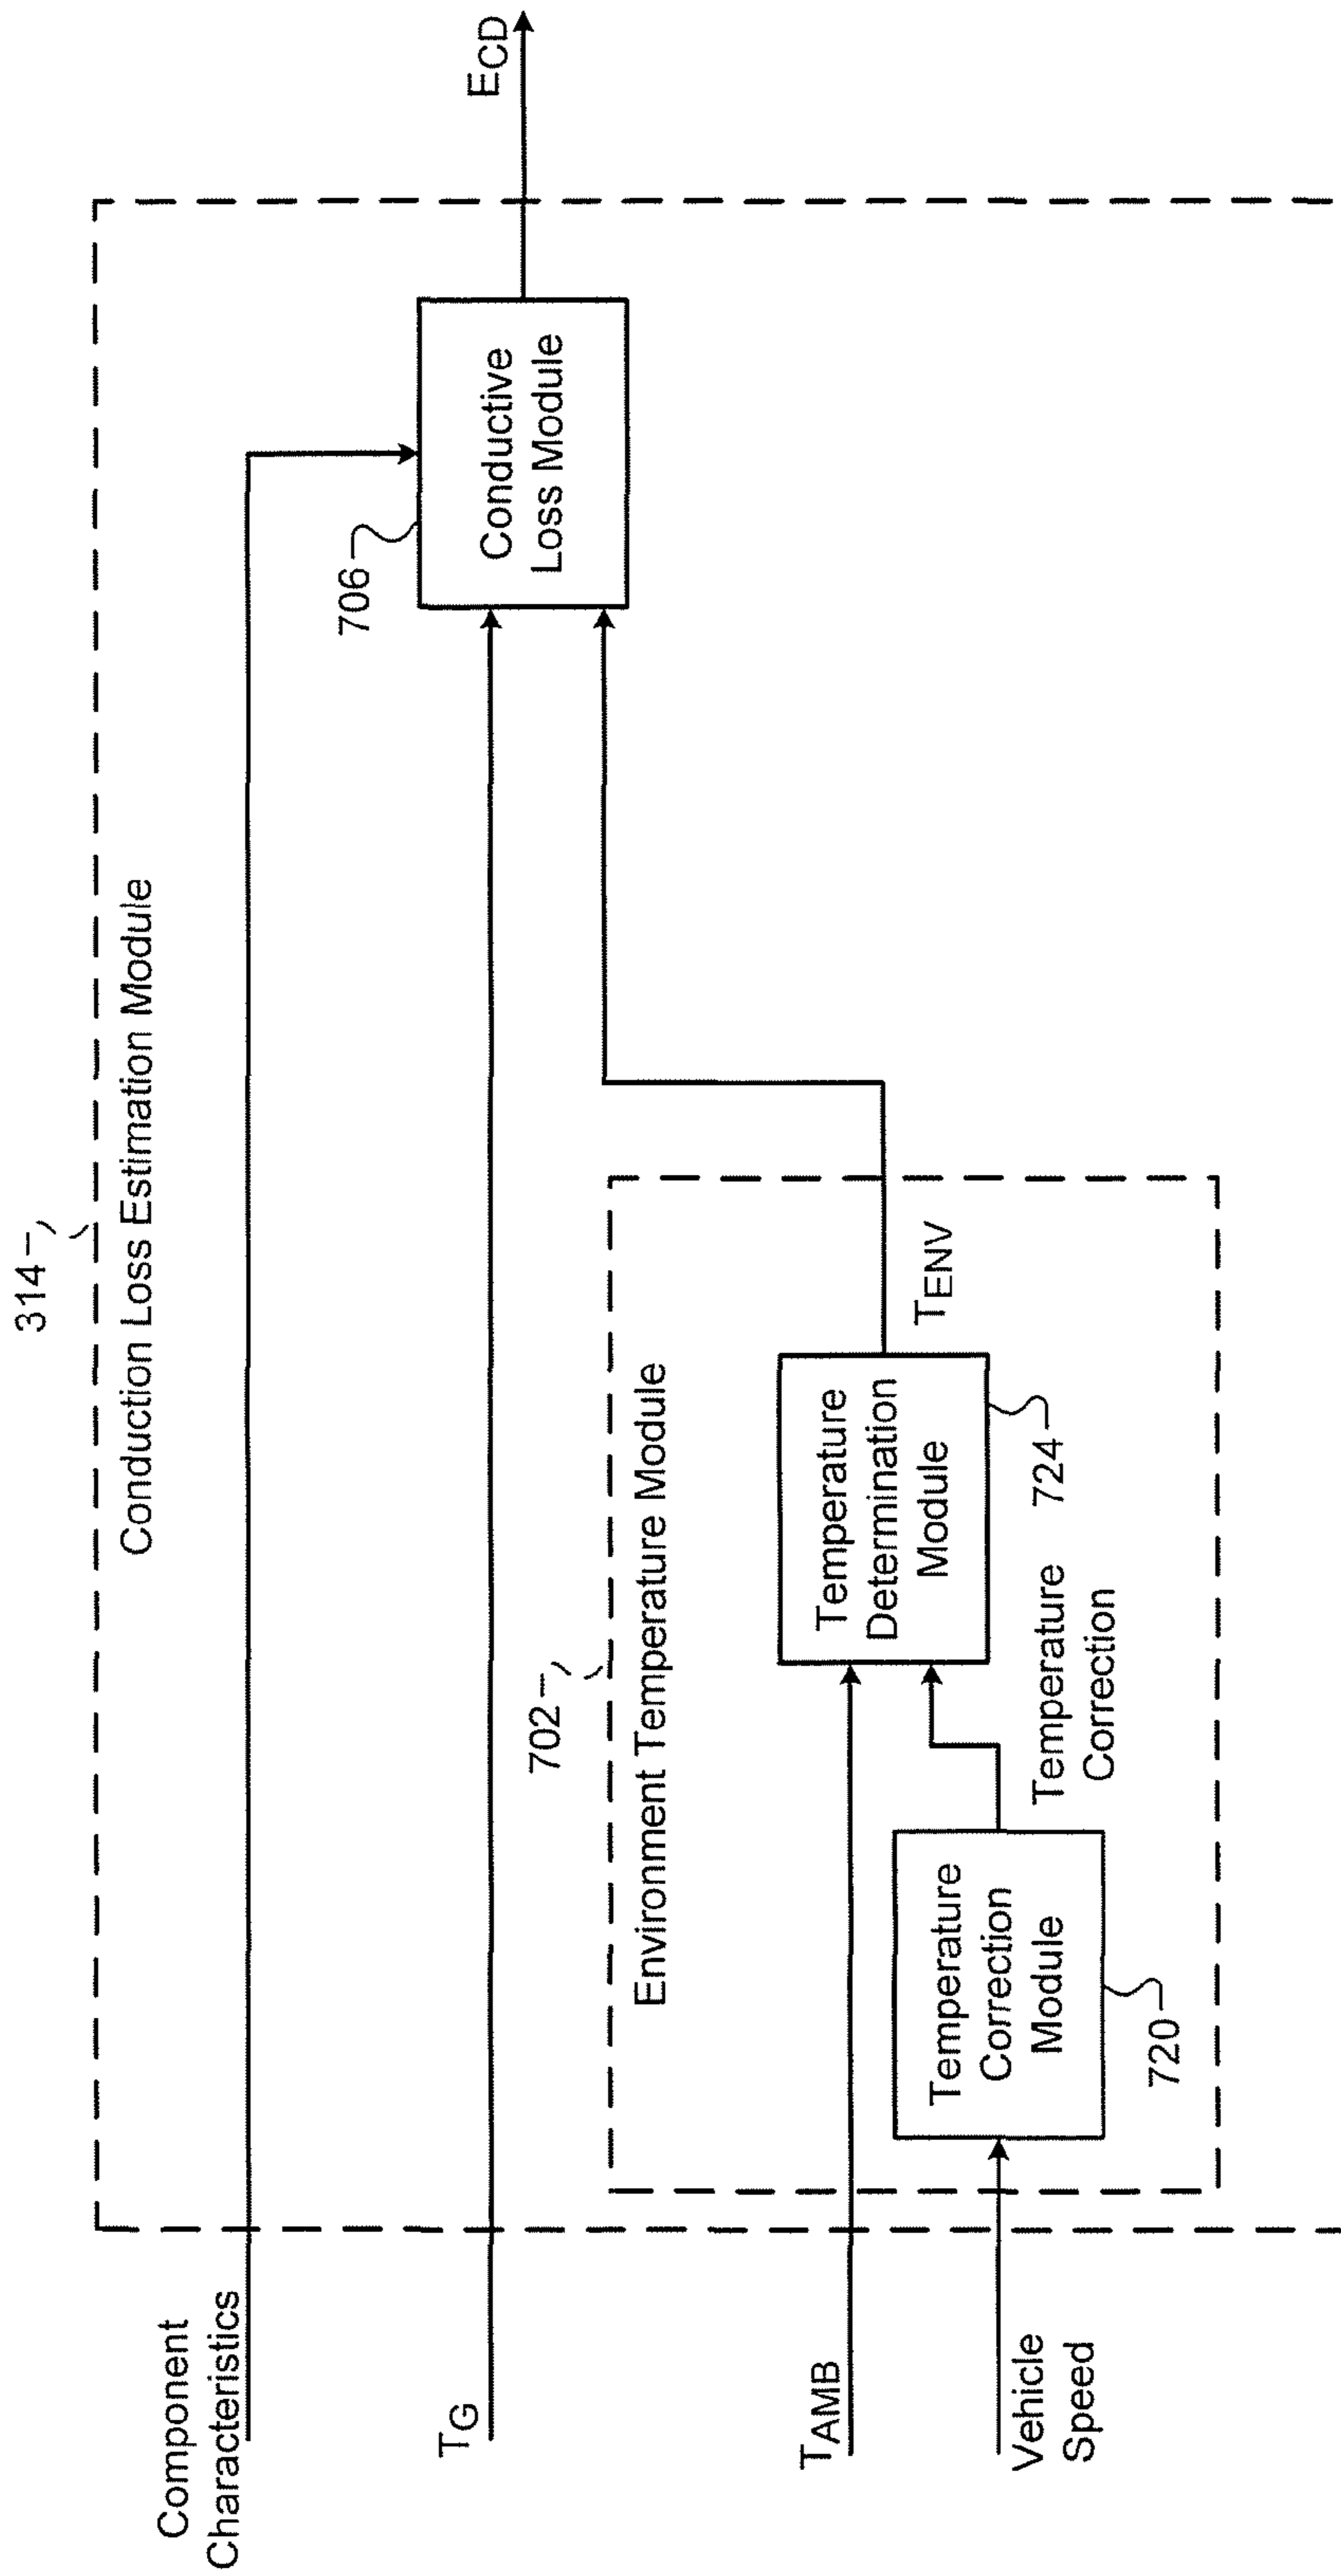 314
Conduction Loss Estimation Module
Component
Characteristics
TG
706
Conductive
Loss Module
ECD
702
Environment Temperature Module
TAMB
Temperature
Determination
Module
TENV
724
Vehicle
Speed
Temperature
Correction
Module
720
Temperature
Correction